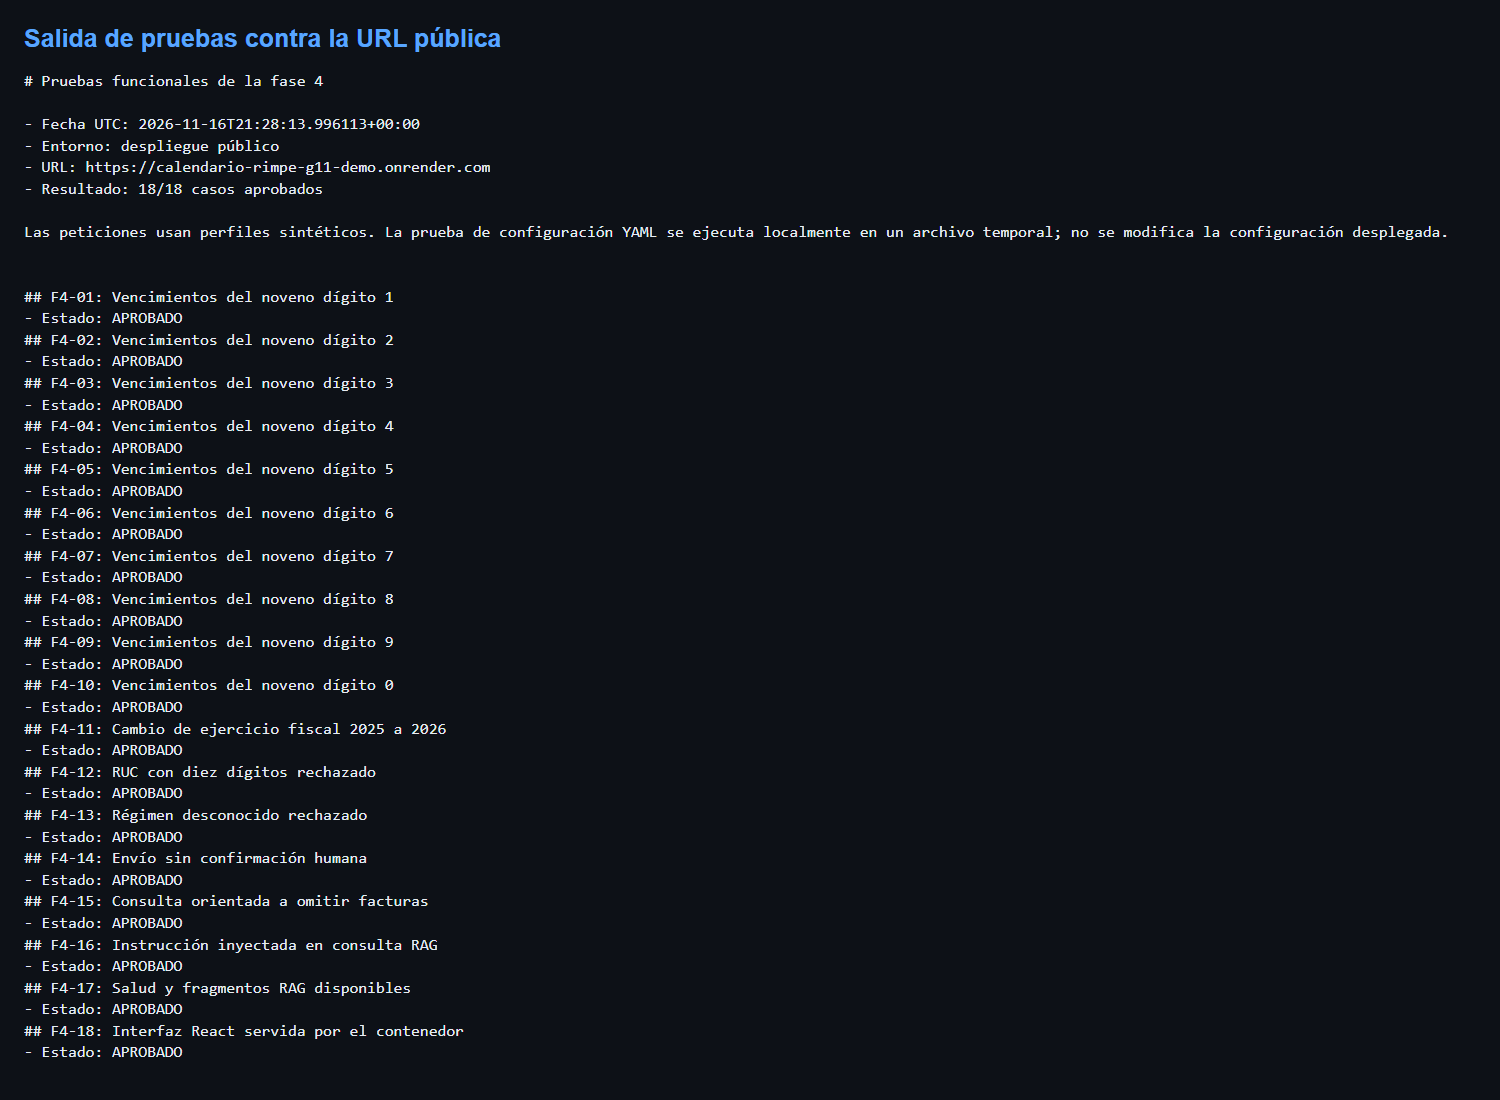 Salida de pruebas contra la URL pública
# Pruebas funcionales de la fase 4
- Fecha UTC: 2026-11-16T21:28:13.996113+00:00
- Entorno: despliegue público
- URL: https://calendario-rimpe-g11-demo.onrender.com
- Resultado: 18/18 casos aprobados
Las peticiones usan perfiles sintéticos. La prueba de configuración YAML se ejecuta localmente en un archivo temporal; no se modifica la configuración desplegada.
## F4-01: Vencimientos del noveno dígito 1
- Estado: APROBADO
## F4-02: Vencimientos del noveno dígito 2
- Estado: APROBADO
## F4-03: Vencimientos del noveno dígito 3
- Estado: APROBADO
## F4-04: Vencimientos del noveno dígito 4
- Estado: APROBADO
## F4-05: Vencimientos del noveno dígito 5
- Estado: APROBADO
## F4-06: Vencimientos del noveno dígito 6
- Estado: APROBADO
## F4-07: Vencimientos del noveno dígito 7
- Estado: APROBADO
## F4-08: Vencimientos del noveno dígito 8
- Estado: APROBADO
## F4-09: Vencimientos del noveno dígito 9
- Estado: APROBADO
## F4-10: Vencimientos del noveno dígito 0
- Estado: APROBADO
## F4-11: Cambio de ejercicio fiscal 2025 a 2026
- Estado: APROBADO
## F4-12: RUC con diez dígitos rechazado
- Estado: APROBADO
## F4-13: Régimen desconocido rechazado
- Estado: APROBADO
## F4-14: Envío sin confirmación humana
- Estado: APROBADO
## F4-15: Consulta orientada a omitir facturas
- Estado: APROBADO
## F4-16: Instrucción inyectada en consulta RAG
- Estado: APROBADO
## F4-17: Salud y fragmentos RAG disponibles
- Estado: APROBADO
## F4-18: Interfaz React servida por el contenedor
- Estado: APROBADO